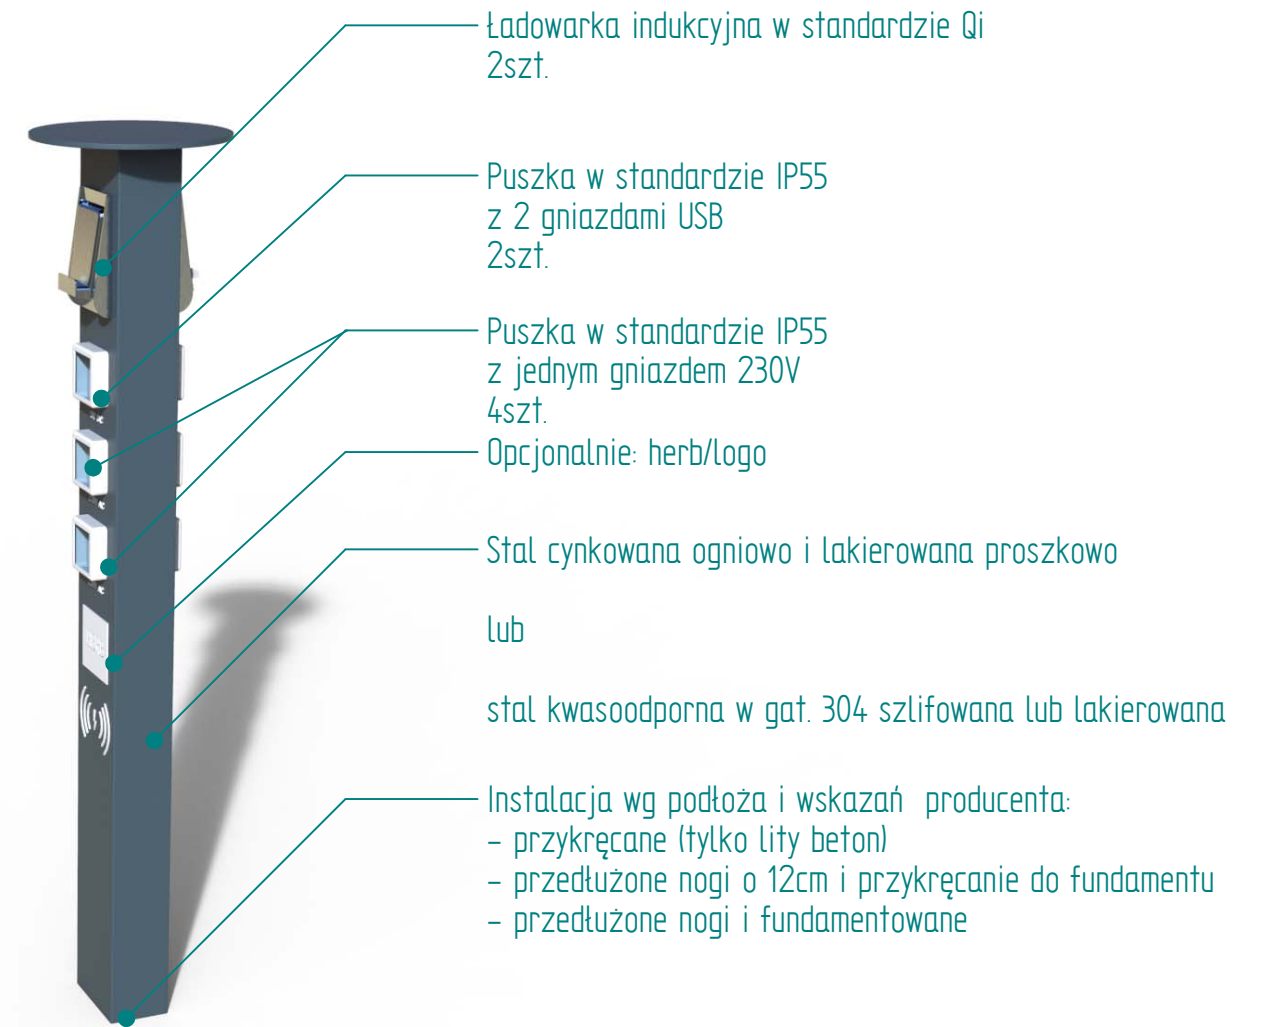 Ładowarka indukcyjna w standardzie Qi
2szt.
Puszka w standardzie IP55
z 2 gniazdami USB
2szt.
Puszka w standardzie IP55
z jednym gniazdem 230V
4szt.
Opcjonalnie: herb/logo
Stal cynkowana ogniowo i lakierowana proszkowo
lub
stal kwasoodporna w gat. 304 szlifowana lub lakierowana
Instalacja wg podłoża i wskazań producenta:
- przykręcane (tylko lity beton)
- przedłużone nogi o 12cm i przykręcanie do fundamentu
- przedłużone nogi i fundamentowane